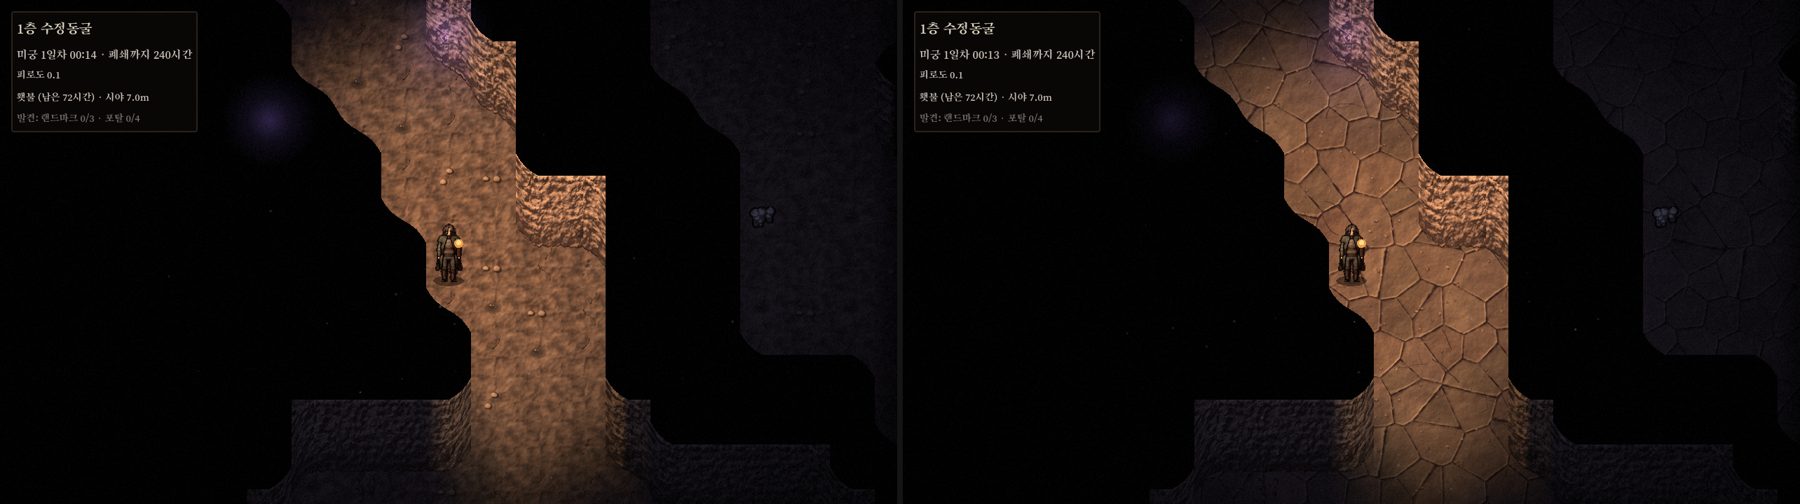 1층 수정동굴
미궁 1일차 00:14 · 폐쇄까지 240시간
피로도 0.1
횃불 (남은 72시간) · 시야 7.0m
발견: 랜드마크 0/3 · 포탈 0/4
1층 수정동굴
미궁 1일차 00:13 · 폐쇄까지 240시간
피로도 0.1
횃불 (남은 72시간) · 시야 7.0m
발견: 랜드마크 0/3 · 포탈 0/4